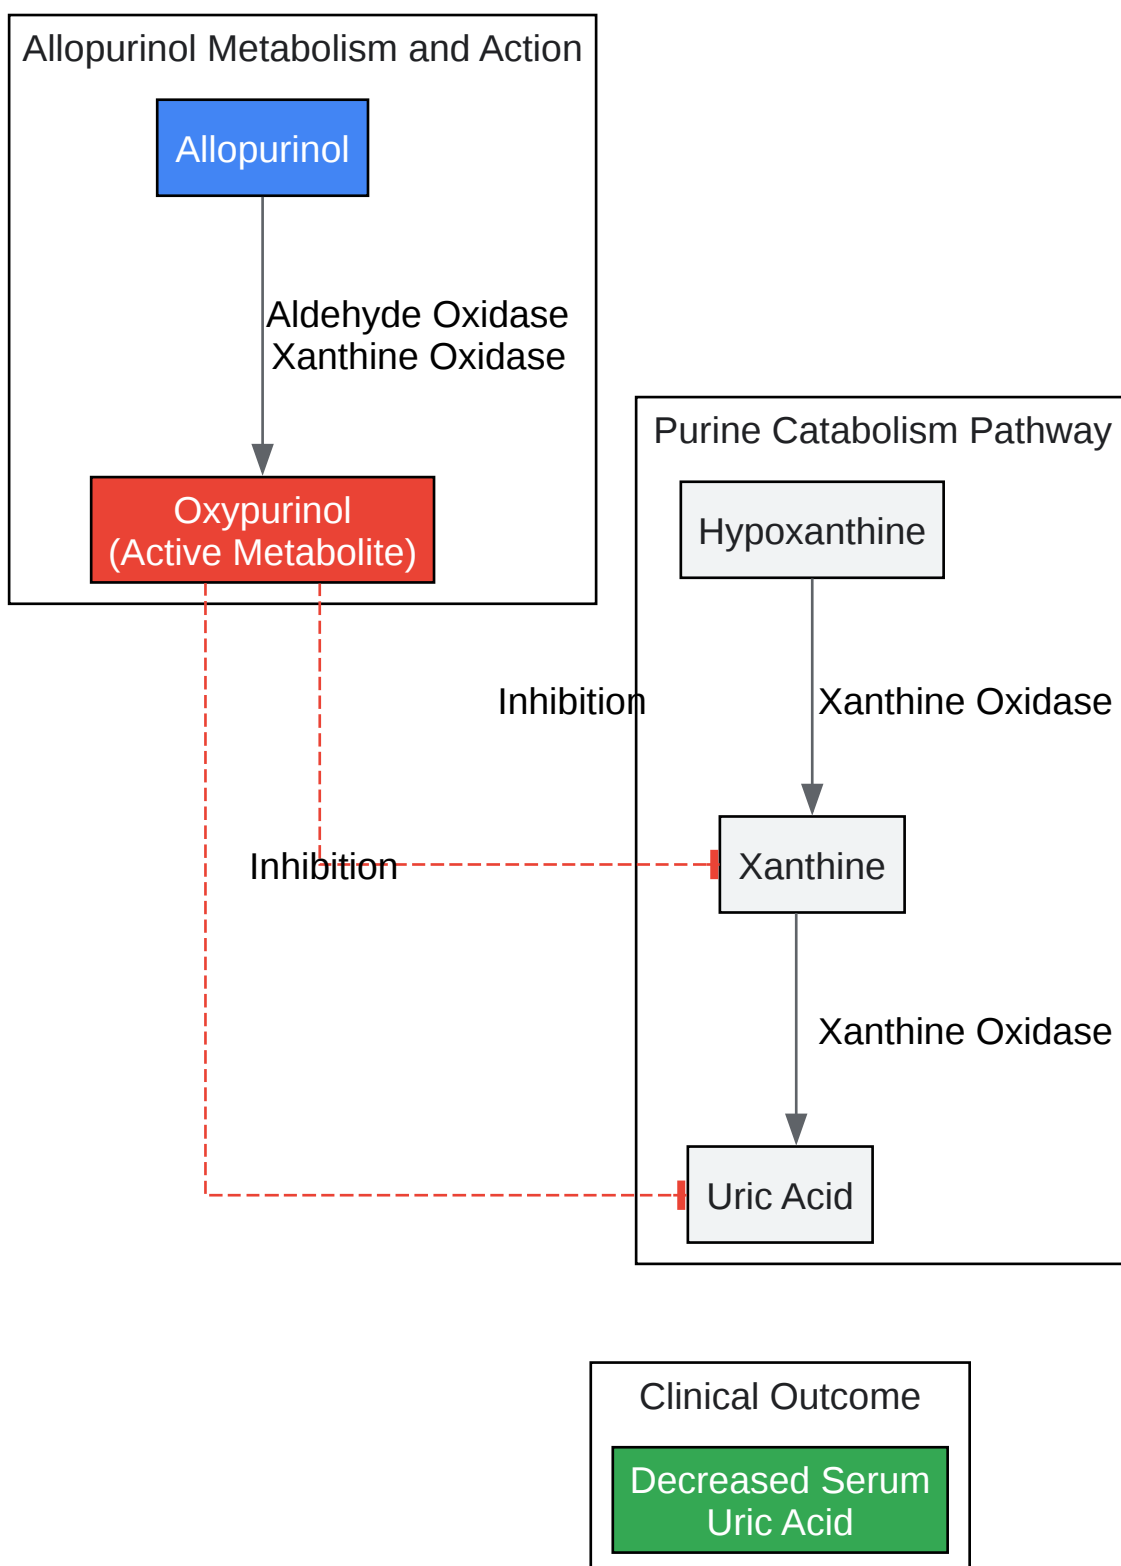 Allopurinol Metabolism and Action
Allopurinol
Aldehyde Oxidase
Xanthine Oxidase
Oxypurinol
(Active Metabolite)
Purine Catabolism Pathway
Hypoxanthine
Inhibition
Xanthine Oxidase
Inhibition
Xanthine
Xanthine Oxidase
Uric Acid
Clinical Outcome
Decreased Serum
Uric Acid